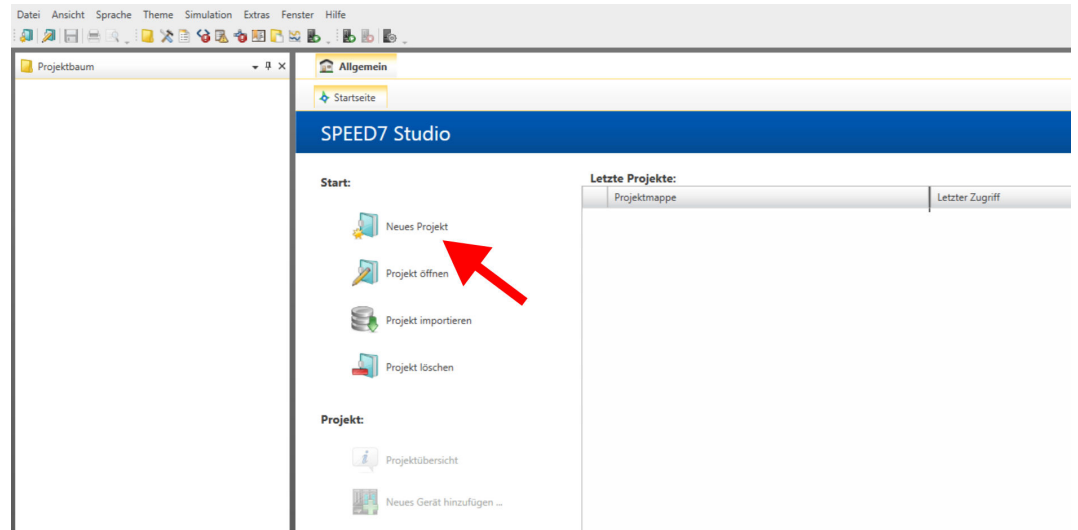 Datei Ansicht Sprache Theme Simulation Extras Fenster Hilfe
Projektbaum
Allgemein
Startseite
SPEED7 Studio
Start:
Neues Projekt
Projekt öffnen
Projekt importieren
Projekt löschen
Projekt:
Projektübersicht
Neues Gerät hinzufügen ...
Letzte Projekte:
Projektmappe Letzter Zugriff